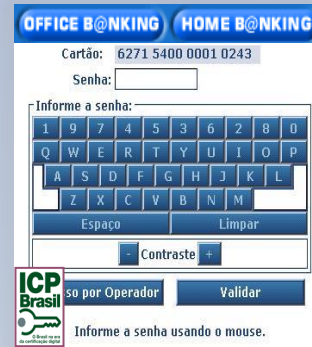 OFFICE B@NKING HOME B@NKING
Cartão: 6271 5400 0001 0243
Senha:
Informe a senha:
1 9 7 4 5 3 6 2 8 0
Q W E R T Y U I O P
A S D F G H J K L
Z X C V B N M
Espaço Limpar
- Contraste +
ICP
Brasil
so por Operador Validar
Informe a senha usando o mouse.